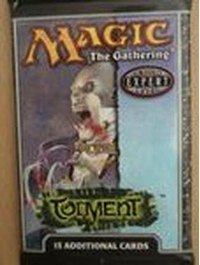 MAGIC
The Gathering
EXPERT
TORMENT
15 ADDITIONAL CARDS